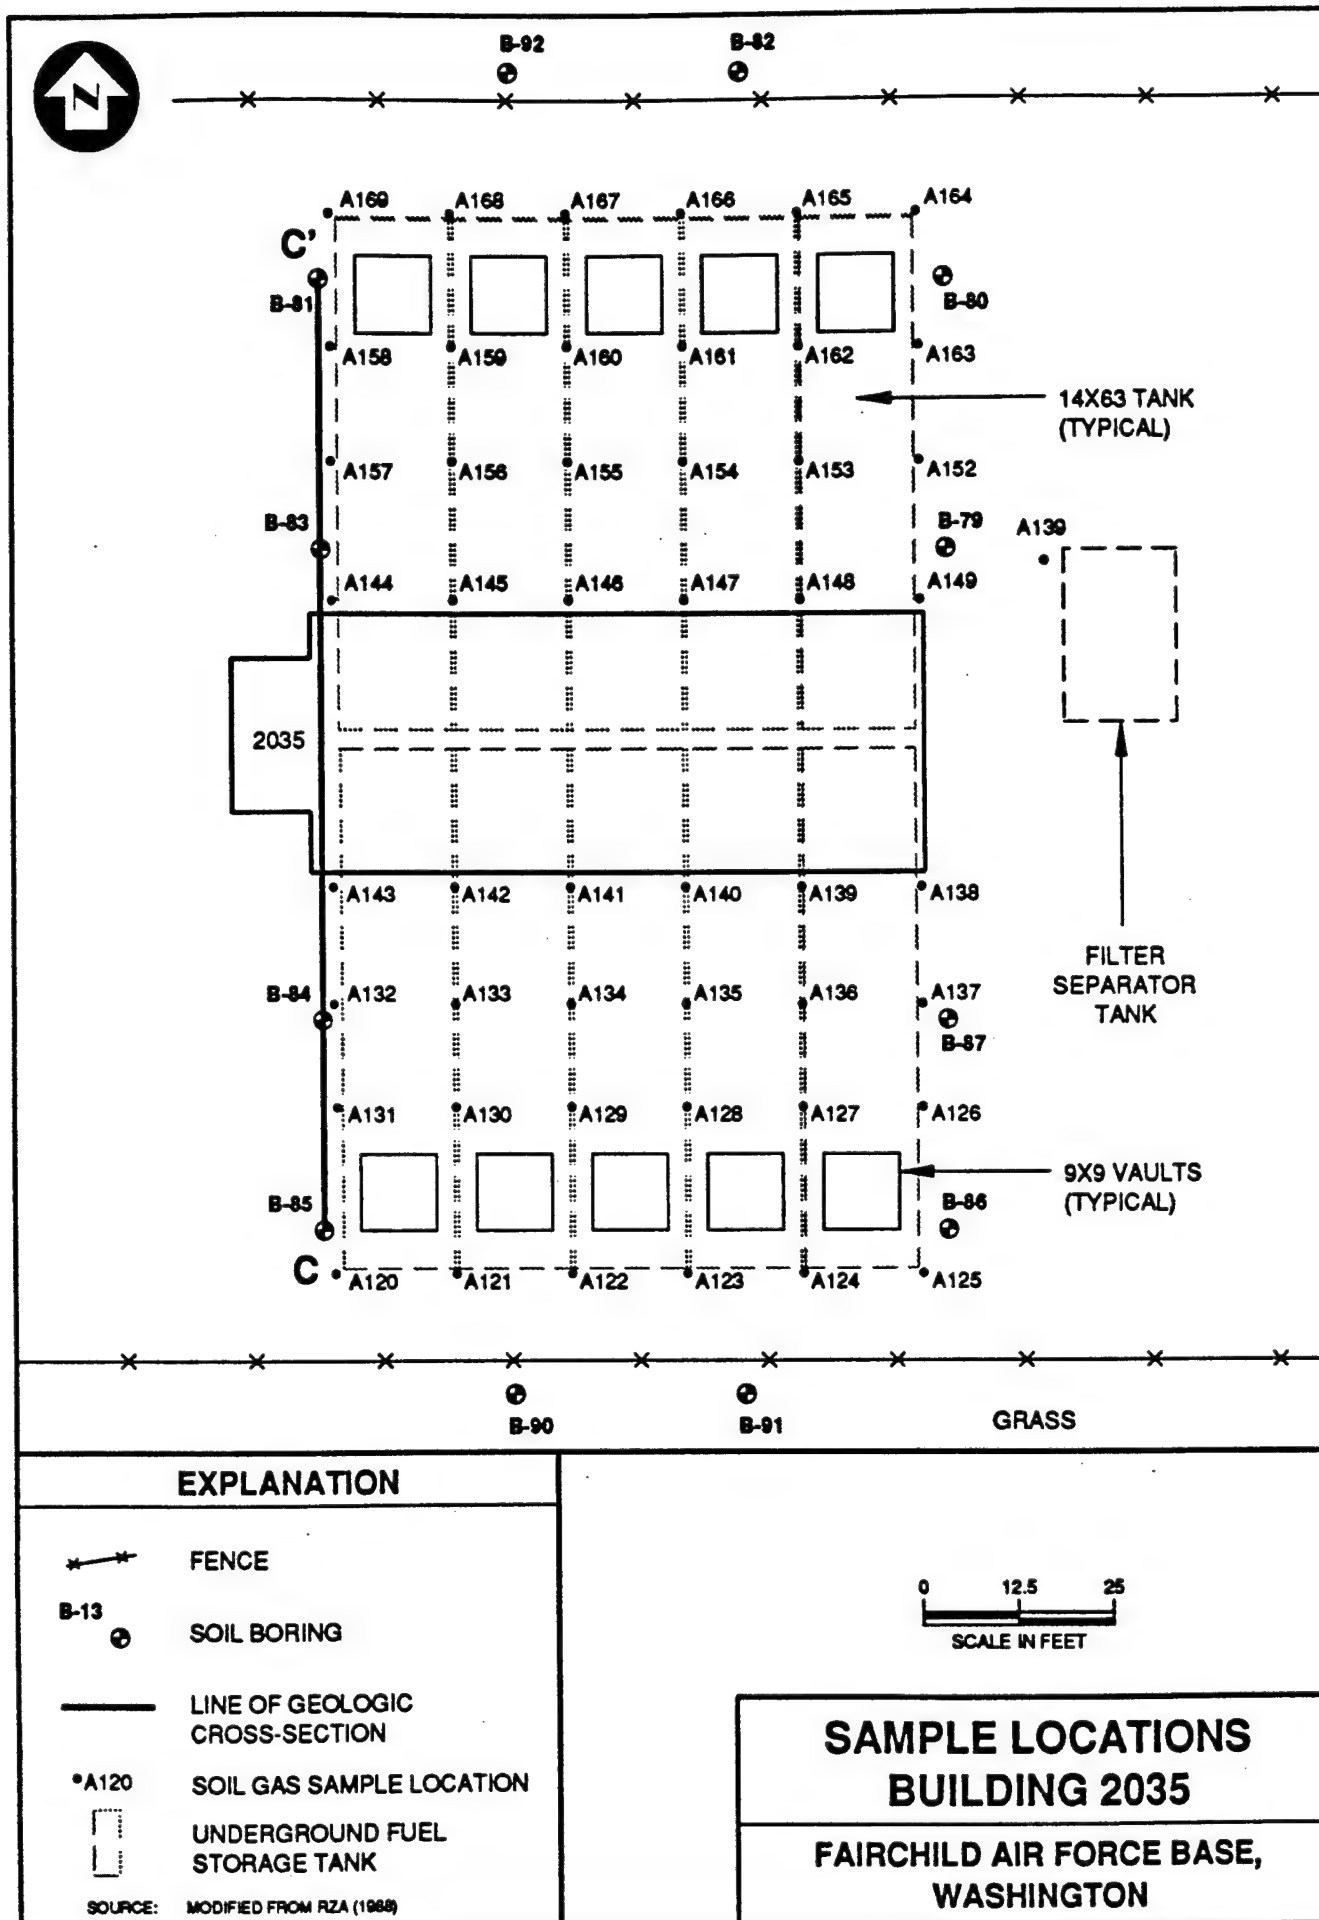 B-92
B-82
N
A169
A168
A167
A166
A165
A164
C'
B-81
B-80
A158
A159
A160
A161
A162
A163
14X63 TANK
(TYPICAL)
A157
A156
A155
A154
A153
A152
B-83
B-79
A139
A144
A145
A146
A147
A148
A149
2035
A143
A142
A141
A140
A139
A138
FILTER
SEPARATOR
TANK
B-84
A132
A133
A134
A135
A136
A137
B-87
A131
A130
A129
A128
A127
A126
9X9 VAULTS
(TYPICAL)
B-85
B-86
C
A120
A121
A122
A123
A124
A125
B-90
B-91
GRASS
EXPLANATION
FENCE
B-13
SOIL BORING
LINE OF GEOLOGIC
CROSS-SECTION
•A120 SOIL GAS SAMPLE LOCATION
UNDERGROUND FUEL
STORAGE TANK
SOURCE: MODIFIED FROM RZA (1988)
0 12.5 25
SCALE IN FEET
SAMPLE LOCATIONS
BUILDING 2035
FAIRCHILD AIR FORCE BASE,
WASHINGTON